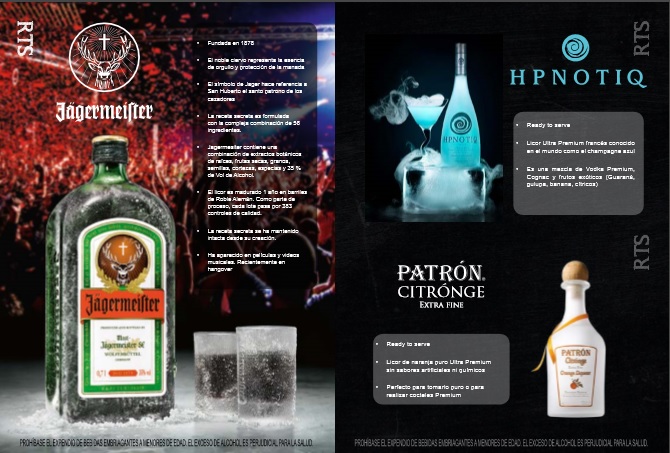 RTS
Jägermeister
Fundada en 1878
El noble ciervo representa la esencia
de orgullo y protección de la manada
El símbolo de Jager hace referencia a
San Huberto el santo patrono de los
cazadores
La receta secreta es formulada
con la compleja combinación de 56
ingredientes.
Jagermeister contiene una
combinación de extractos botánicos
de raíces, frutas secas, granos,
semillas, cortezas, especias y 35 %
de Vol de Alcohol.
El licor es madurado 1 año en barriles
de Roble Alemán. Como parte de
proceso, cada lote pasa por 383
controles de calidad.
La receta secreta se ha mantenido
intacta desde su creación.
Ha aparecido en películas y videos
musicales. Recientemente en
hangover
Jägermeister
PROHÍBASE EL EXPENDIO DE BEBIDAS EMBRIAGANTES A MENORES DE EDAD. EL EXCESO DE ALCOHOL ES PERJUDICIAL PARA LA SALUD.
RTS
HPNOTIQ
HPNOTIQ
Ready to serve
Licor Ultra Premium francés conocido
en el mundo como el champagne azul
Es una mezcla de Vodka Premium,
Cognac y frutos exóticos (Guaraná,
gulupa, banana, cítricos)
RTS
PATRÓN
CITRÓNGE
EXTRA FINE
Ready to serve
Licor de naranja puro Ultra Premium
sin sabores artificiales ni químicos
Perfecto para tomarlo puro o para
realizar cocteles Premium
PATRÓN
Citrónge
Orange Liqueur
PROHÍBASE EL EXPENDIO DE BEBIDAS EMBRIAGANTES A MENORES DE EDAD. EL EXCESO DE ALCOHOL ES PERJUDICIAL PARA LA SALUD.